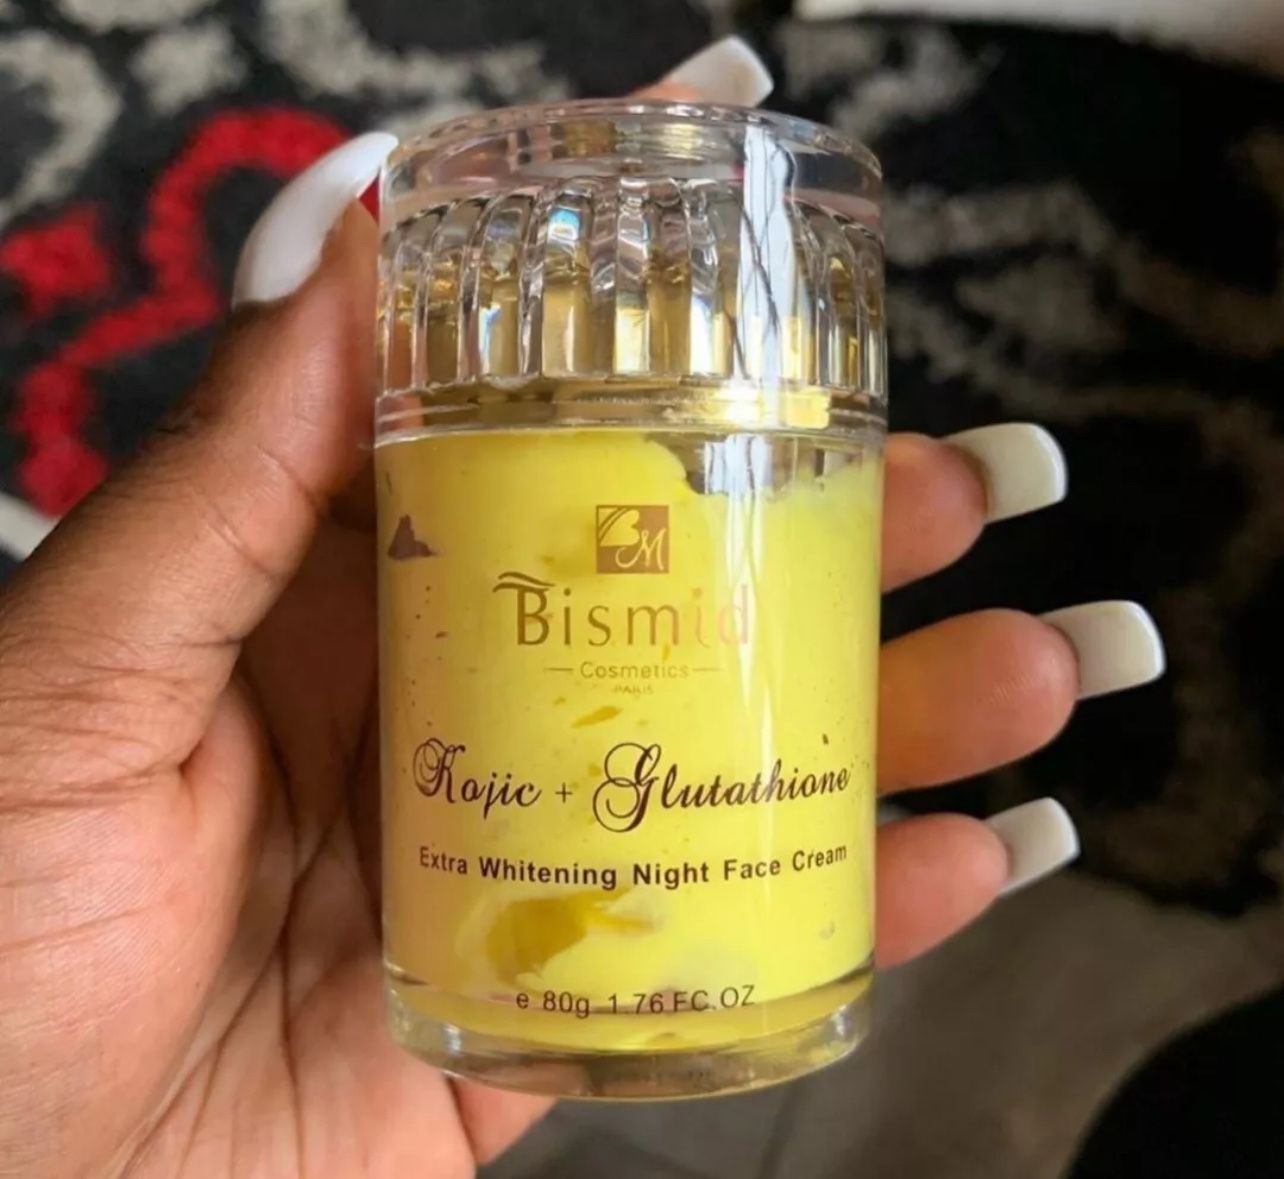 BM
Bismid
Cosmetics
PARIS
Kojic + Glutathione
Extra Whitening Night Face Cream
e 80g 1.76 FC.OZ